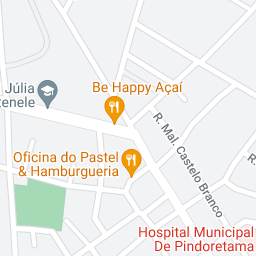 Be Happy Açaí
Júlia
enele
R. Mal. Castelo Branco
Oficina do Pastel
& Hamburgueria
Hospital Municipal
De Pindoretama